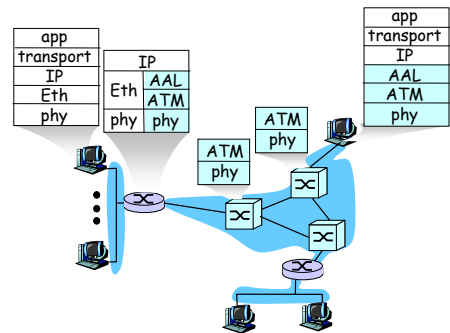 app
transport
IP
Eth
phy
IP
Eth
AAL
ATM
phy
phy
ATM
phy
ATM
phy
app
transport
IP
AAL
ATM
phy